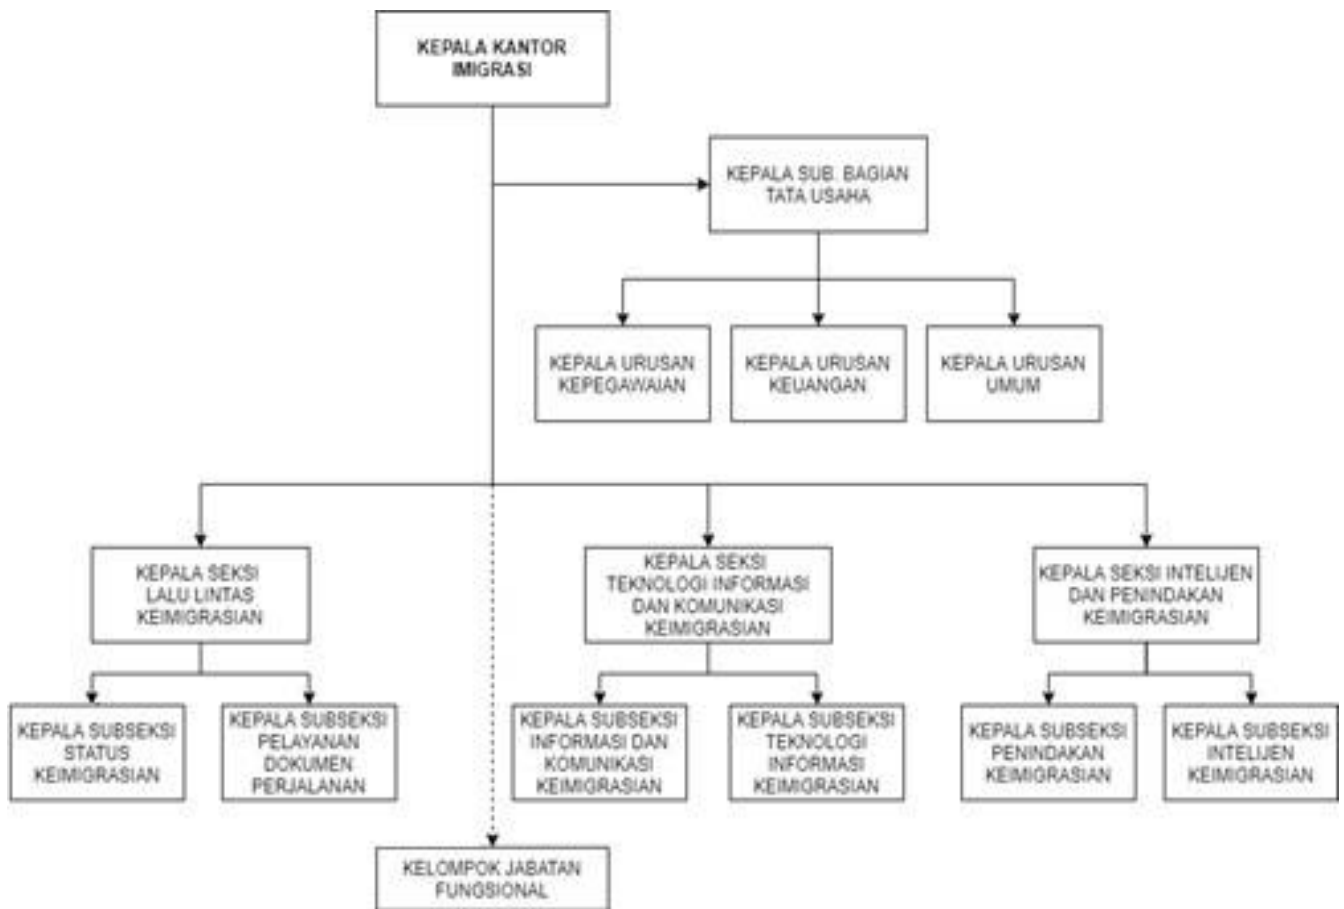 KEPALA KANTOR
IMIGRASI
KEPALA SUB. BAGIAN
TATA USAHA
KEPALA URUSAN
KEPEGAWAIAN
KEPALA URUSAN
KEUANGAN
KEPALA URUSAN
UMUM
KEPALA SEKSI
LALU LINTAS
KEIMIGRASIAN
KEPALA SEKSI
TEKNOLOGI INFORMASI
DAN KOMUNIKASI
KEIMIGRASIAN
KEPALA SEKSI INTELIJEN
DAN PENINDAKAN
KEIMIGRASIAN
KEPALA SUBSEKSI
STATUS
KEIMIGRASIAN
KEPALA SUBSEKSI
PELAYANAN
DOKUMEN
PERJALANAN
KEPALA SUBSEKSI
INFORMASI DAN
KOMUNIKASI
KEIMIGRASIAN
KEPALA SUBSEKSI
TEKNOLOGI
INFORMASI
KEIMIGRASIAN
KEPALA SUBSEKSI
PENINDAKAN
KEIMIGRASIAN
KEPALA SUBSEKSI
INTELIJEN
KEIMIGRASIAN
KELOMPOK JABATAN
FUNGSIONAL